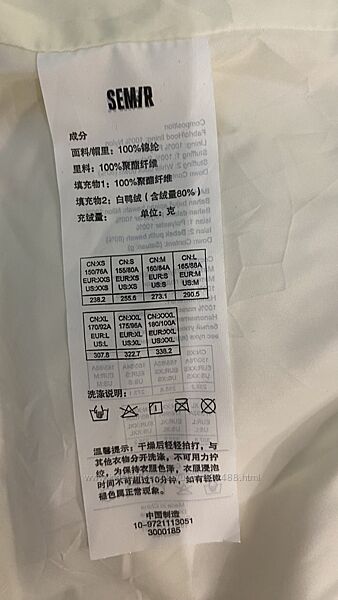 SEMIR
成分
面料/帽里：100%锦纶
里料：100%聚酯纤维
填充物1：100%聚酯纤维
填充物2：白鸭绒（含绒量80%）
充绒量： 单位：克
CN:XS 150/76A EUR:XXS US:XXS 238.2
CN:S 155/80A EUR:XS US:XS 255.6
CN:M 160/84A EUR:S US:S 273.1
CN:L 165/88A EUR:M US:M 290.5
CN:XL 170/92A EUR:L US:L 307.8
CN:XXL 175/96A EUR:XL US:XL 322.7
CN:XXXL 180/100A EUR:XXL US:XXL 338.2
洗涤说明：
温馨提示：干燥后轻轻拍打，与
其他衣物分开洗涤，不可用力拧
绞，为保持衣服色泽，衣服浸泡
时间不可超过10分钟，如有轻微
褪色属正常现象。
中国制造
10-9721113051
3000185